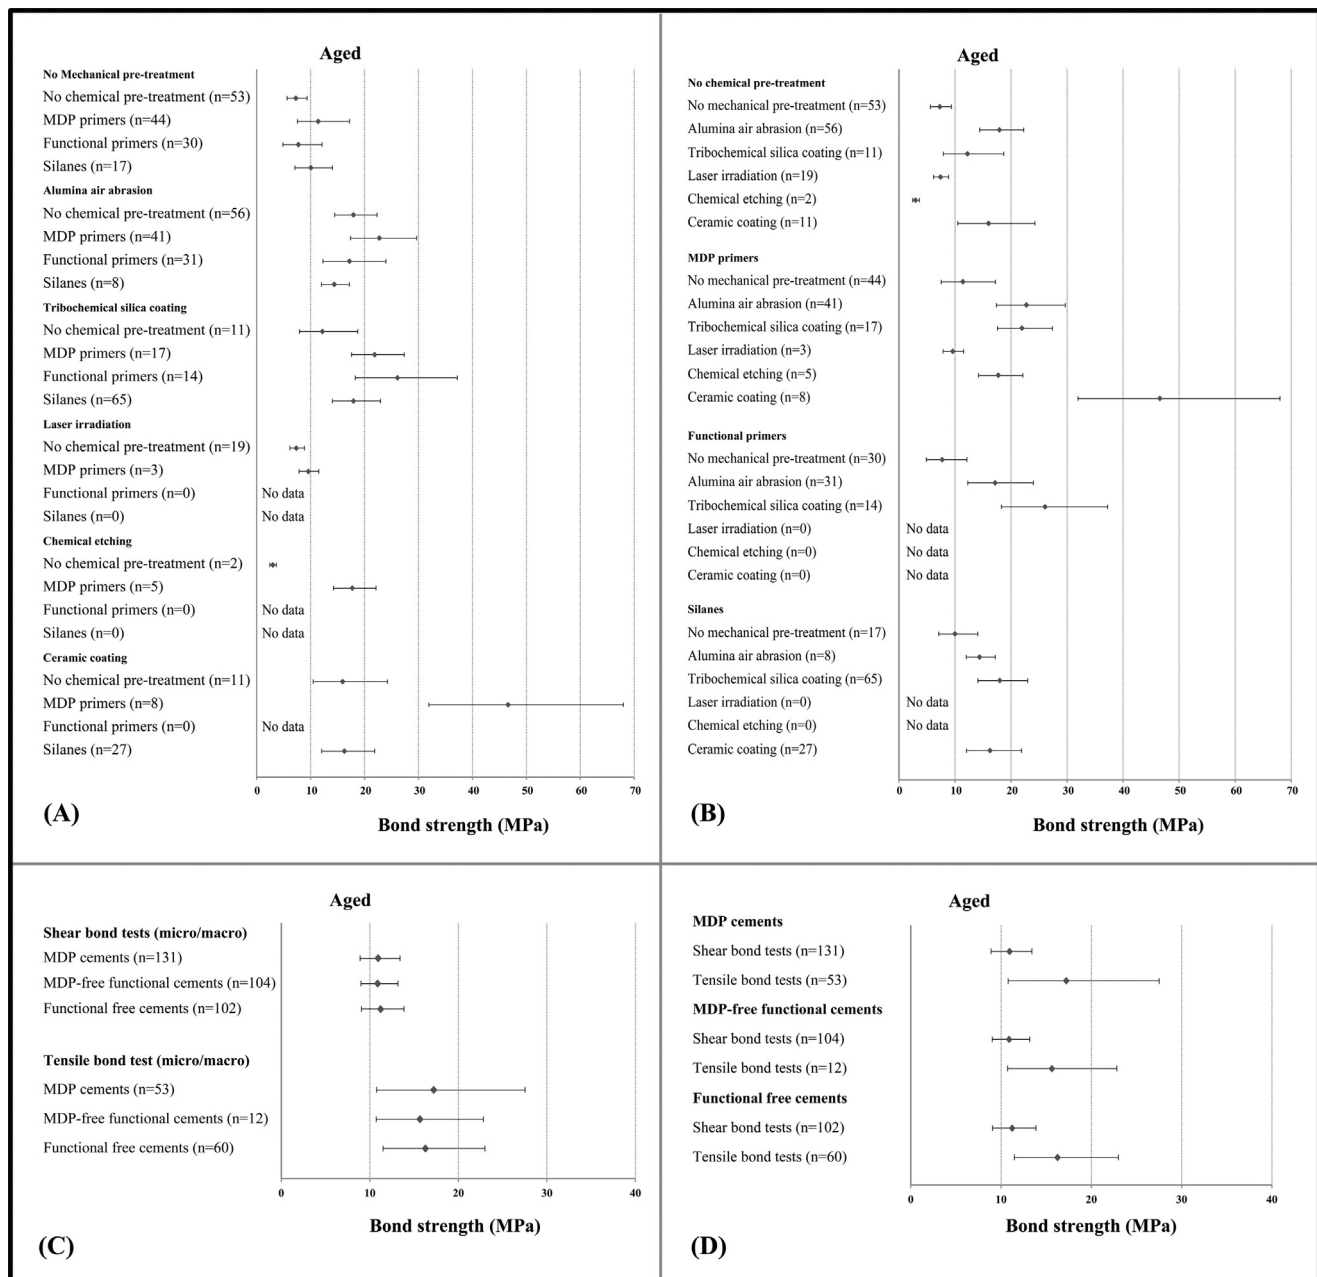 Aged
No Mechanical pre-treatment
No chemical pre-treatment (n=53)
MDP primers (n=44)
Functional primers (n=30)
Silanes (n=17)
Alumina air abrasion
No chemical pre-treatment (n=56)
MDP primers (n=41)
Functional primers (n=31)
Silanes (n=8)
Tribochemical silica coating
No chemical pre-treatment (n=11)
MDP primers (n=17)
Functional primers (n=14)
Silanes (n=65)
Laser irradiation
No chemical pre-treatment (n=19)
MDP primers (n=3)
Functional primers (n=0) No data
Silanes (n=0) No data
Chemical etching
No chemical pre-treatment (n=2)
MDP primers (n=5)
Functional primers (n=0) No data
Silanes (n=0) No data
Ceramic coating
No chemical pre-treatment (n=11)
MDP primers (n=8)
Functional primers (n=0) No data
Silanes (n=27)
0 10 20 30 40 50 60 70
(A) Bond strength (MPa)
Aged
No chemical pre-treatment
No mechanical pre-treatment (n=53)
Alumina air abrasion (n=56)
Tribochemical silica coating (n=11)
Laser irradiation (n=19)
Chemical etching (n=2)
Ceramic coating (n=11)
MDP primers
No mechanical pre-treatment (n=44)
Alumina air abrasion (n=41)
Tribochemical silica coating (n=17)
Laser irradiation (n=3)
Chemical etching (n=5)
Ceramic coating (n=8)
Functional primers
No mechanical pre-treatment (n=30)
Alumina air abrasion (n=31)
Tribochemical silica coating (n=14)
Laser irradiation (n=0) No data
Chemical etching (n=0) No data
Ceramic coating (n=0) No data
Silanes
No mechanical pre-treatment (n=17)
Alumina air abrasion (n=8)
Tribochemical silica coating (n=65)
Laser irradiation (n=0) No data
Chemical etching (n=0) No data
Ceramic coating (n=27)
0 10 20 30 40 50 60 70
(B) Bond strength (MPa)
Aged
Shear bond tests (micro/macro)
MDP cements (n=131)
MDP-free functional cements (n=104)
Functional free cements (n=102)
Tensile bond test (micro/macro)
MDP cements (n=53)
MDP-free functional cements (n=12)
Functional free cements (n=60)
0 10 20 30 40
Bond strength (MPa)
(C)
Aged
MDP cements
Shear bond tests (n=131)
Tensile bond tests (n=53)
MDP-free functional cements
Shear bond tests (n=104)
Tensile bond tests (n=12)
Functional free cements
Shear bond tests (n=102)
Tensile bond tests (n=60)
0 10 20 30 40
Bond strength (MPa)
(D)